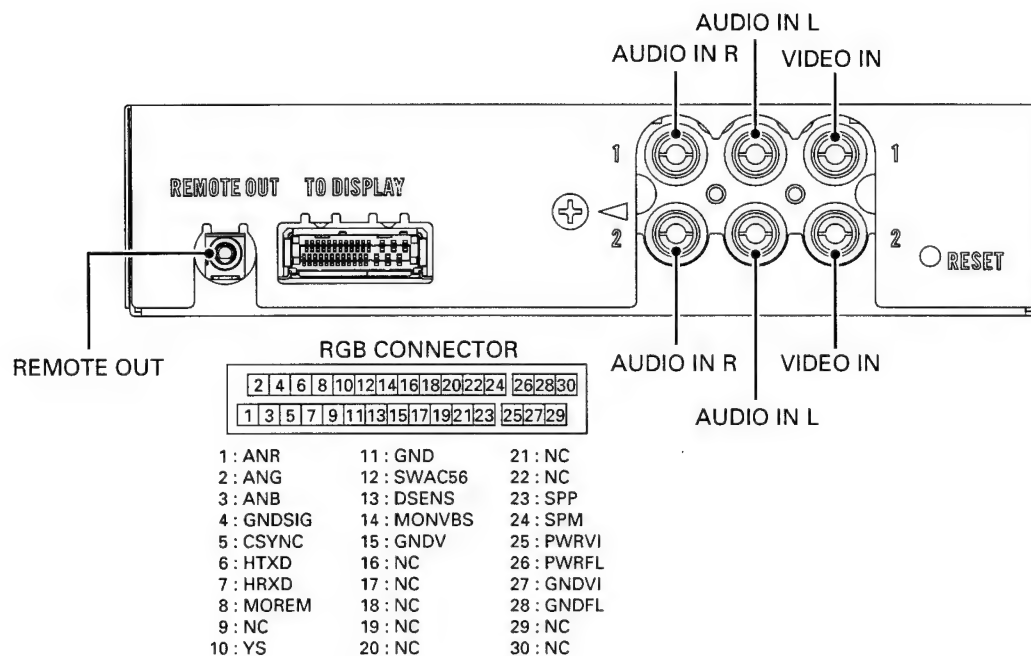 AUDIO IN L
AUDIO IN R
VIDEO IN
1
1
REMOTE OUT
TO DISPLAY
2
2
RESET
REMOTE OUT
AUDIO IN R
VIDEO IN
AUDIO IN L
RGB CONNECTOR
2 4 6 8 10 12 14 16 18 20 22 24 26 28 30
1 3 5 7 9 11 13 15 17 19 21 23 25 27 29
1 : ANR
2 : ANG
3 : ANB
4 : GNDSIG
5 : CSYNC
6 : HTXD
7 : HRXD
8 : MOREM
9 : NC
10 : YS
11 : GND
12 : SWAC56
13 : DSENS
14 : MONVBS
15 : GNDV
16 : NC
17 : NC
18 : NC
19 : NC
20 : NC
21 : NC
22 : NC
23 : SPP
24 : SPM
25 : PWRVI
26 : PWRFL
27 : GNDVI
28 : GNDFL
29 : NC
30 : NC